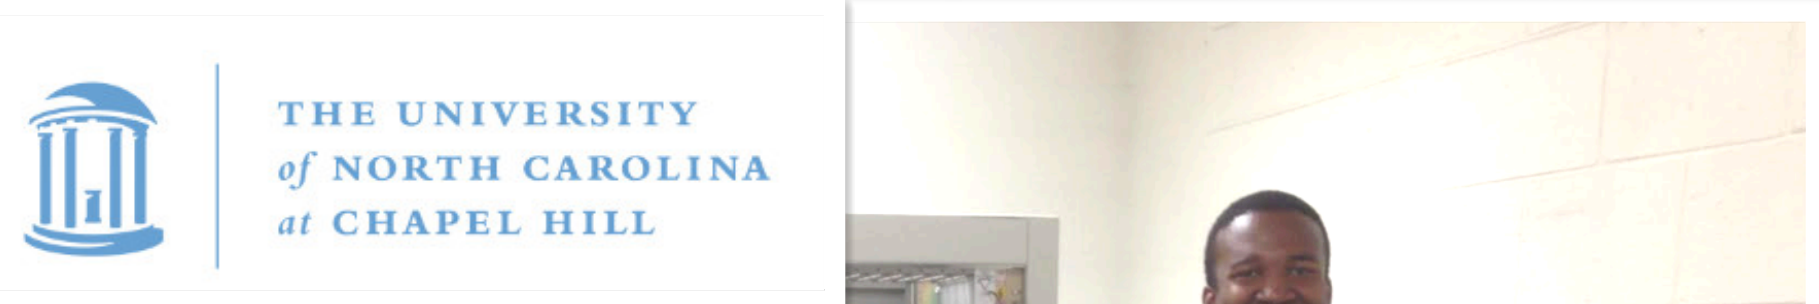 THE UNIVERSITY
of NORTH CAROLINA
at CHAPEL HILL